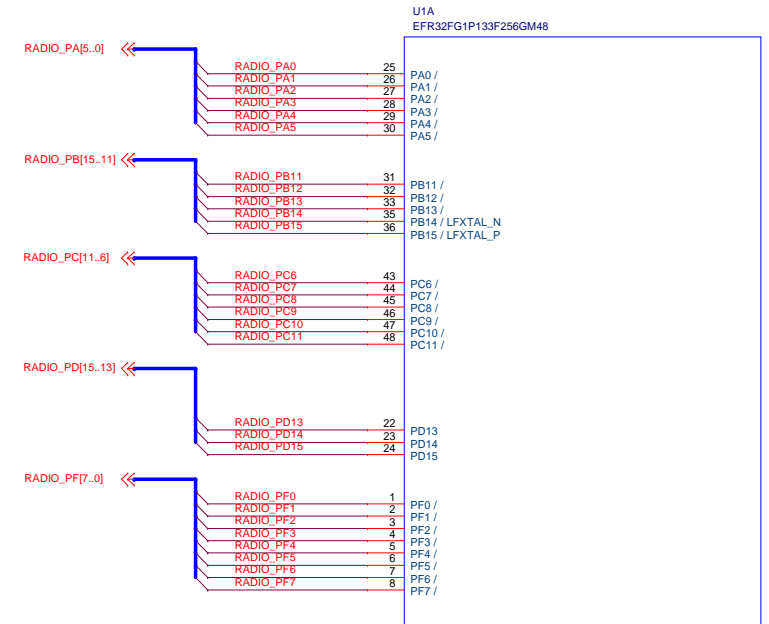 U1A
EFR32FG1P133F256GM48
RADIO_PA[5..0]
RADIO_PA0 25 PA0 /
RADIO_PA1 26 PA1 /
RADIO_PA2 27 PA2 /
RADIO_PA3 28 PA3 /
RADIO_PA4 29 PA4 /
RADIO_PA5 30 PA5 /
RADIO_PB[15..11]
RADIO_PB11 31 PB11 /
RADIO_PB12 32 PB12 /
RADIO_PB13 33 PB13 /
RADIO_PB14 35 PB14 / LFXTAL_N
RADIO_PB15 36 PB15 / LFXTAL_P
RADIO_PC[11..6]
RADIO_PC6 43 PC6 /
RADIO_PC7 44 PC7 /
RADIO_PC8 45 PC8 /
RADIO_PC9 46 PC9 /
RADIO_PC10 47 PC10 /
RADIO_PC11 48 PC11 /
RADIO_PD[15..13]
RADIO_PD13 22 PD13
RADIO_PD14 23 PD14
RADIO_PD15 24 PD15
RADIO_PF[7..0]
RADIO_PF0 1 PF0 /
RADIO_PF1 2 PF1 /
RADIO_PF2 3 PF2 /
RADIO_PF3 4 PF3 /
RADIO_PF4 5 PF4 /
RADIO_PF5 6 PF5 /
RADIO_PF6 7 PF6 /
RADIO_PF7 8 PF7 /